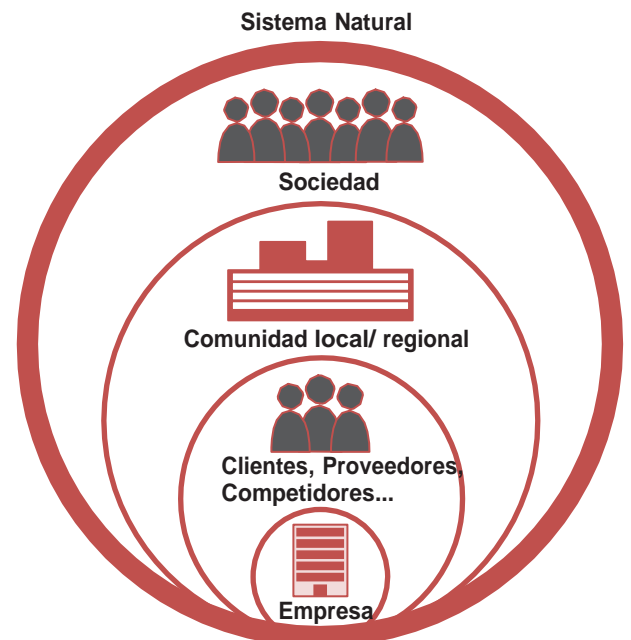 Sistema Natural
Sociedad
Comunidad local/ regional
Clientes, Proveedores,
Competidores...
Empresa